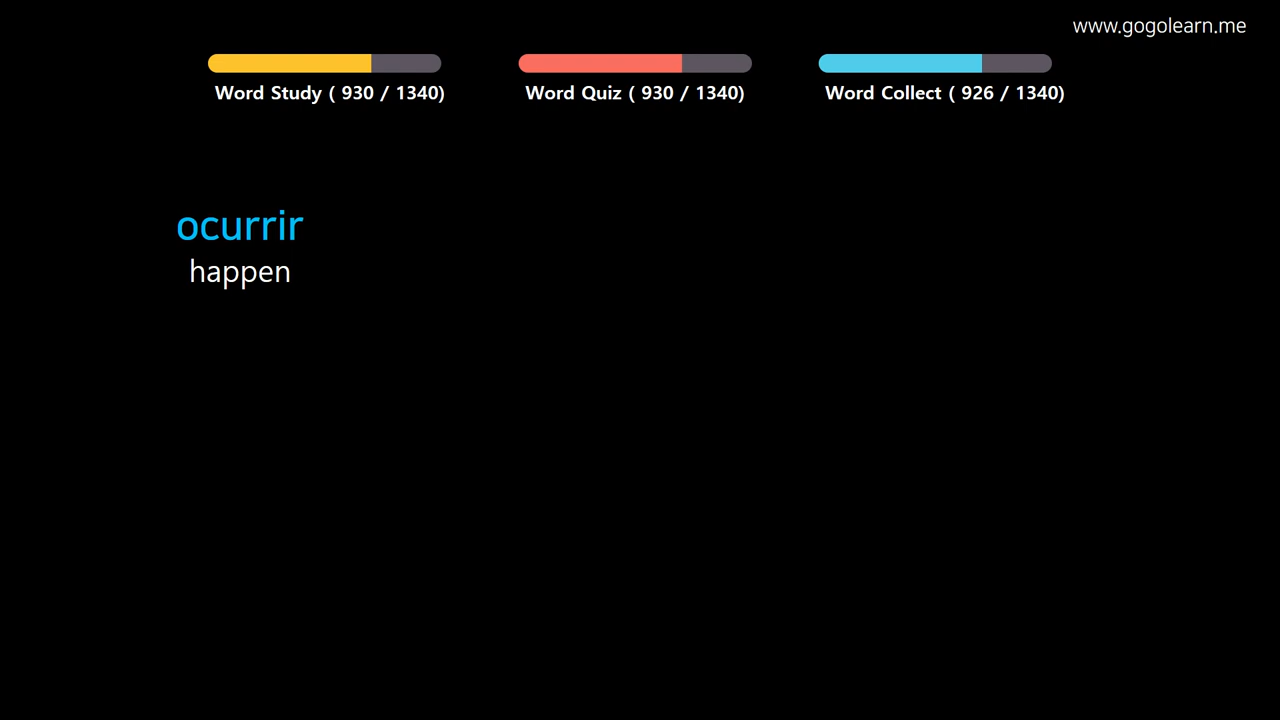 www.gogolearn.me
Word Study ( 930 / 1340)
Word Quiz ( 930 / 1340)
Word Collect ( 926 / 1340)
ocurrir
happen